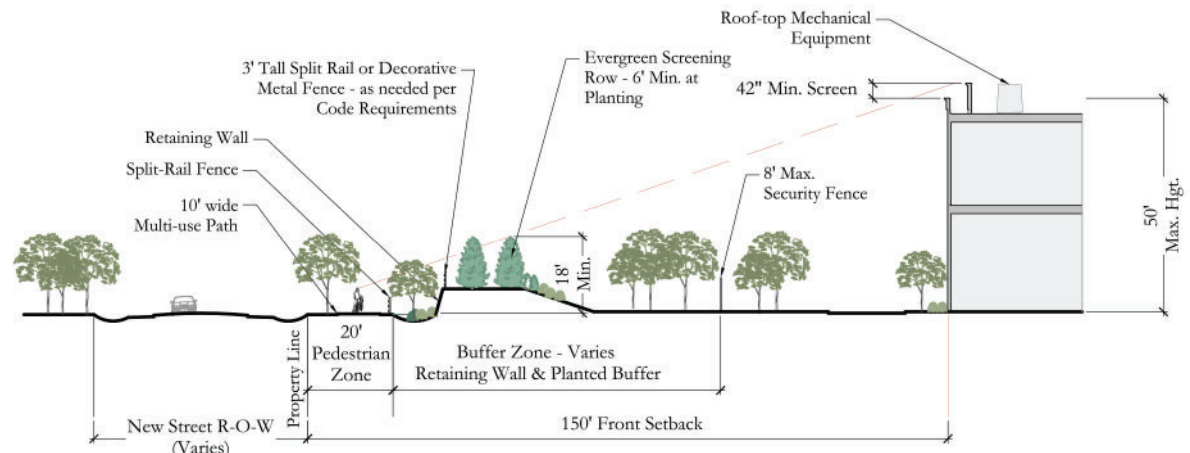 Roof-top Mechanical
Equipment
3' Tall Split Rail or Decorative
Metal Fence - as needed per
Code Requirements
Evergreen Screening
Row - 6' Min. at
Planting
42" Min. Screen
Retaining Wall
Split-Rail Fence
10' wide
Multi-use Path
8' Max.
Security Fence
50'
Max. Hgt.
18'
Min.
Property Line
20'
Pedestrian
Zone
Buffer Zone - Varies
Retaining Wall & Planted Buffer
New Street R-O-W
(Varies)
150' Front Setback